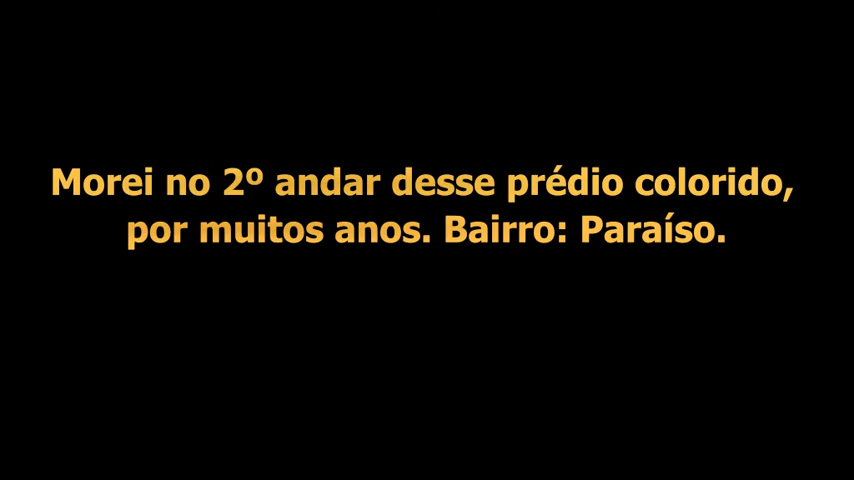 Morei no 2º andar desse prédio colorido,
por muitos anos. Bairro: Paraíso.